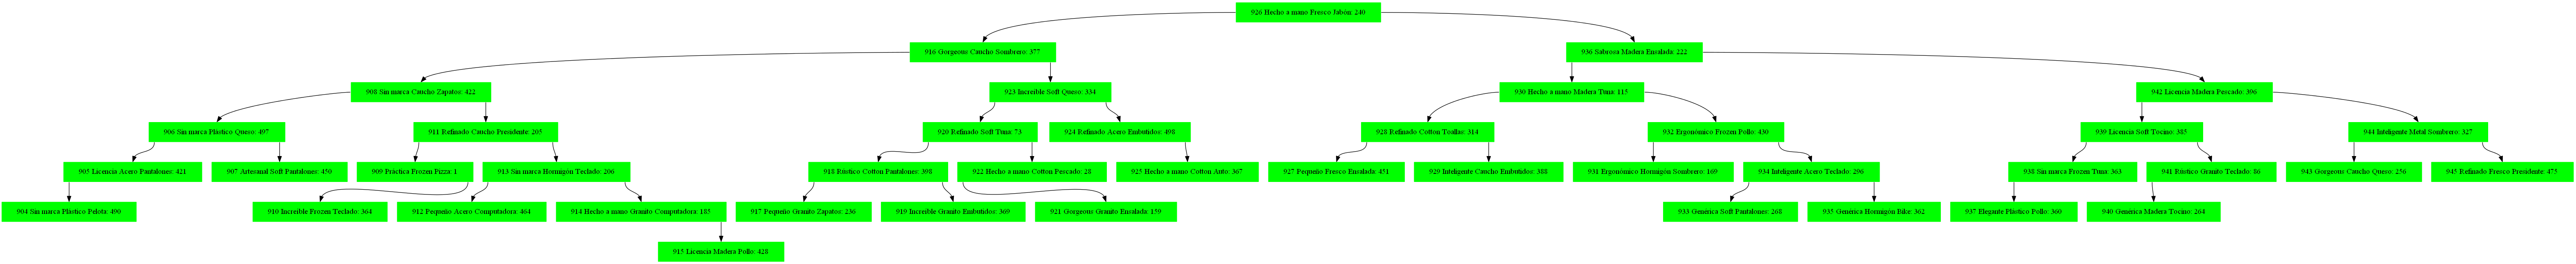 926 Hecho a mano Fresco Jabón: 240
916 Gorgeous Caucho Sombrero: 377
936 Sabrosa Madera Ensalada: 222
908 Sin marca Caucho Zapatos: 422
923 Increíble Soft Queso: 334
930 Hecho a mano Madera Tuna: 115
942 Licencia Madera Pescado: 396
906 Sin marca Plástico Queso: 497
911 Refinado Caucho Presidente: 205
920 Refinado Soft Tuna: 73
924 Refinado Acero Embutidos: 498
928 Refinado Cotton Toallas: 314
932 Ergonómico Frozen Pollo: 430
939 Licencia Soft Tocino: 385
944 Inteligente Metal Sombrero: 327
905 Licencia Acero Pantalones: 421
907 Artesanal Soft Pantalones: 450
909 Práctica Frozen Pizza: 1
913 Sin marca Hormigón Teclado: 206
918 Rústico Cotton Pantalones: 398
922 Hecho a mano Cotton Pescado: 28
925 Hecho a mano Cotton Auto: 367
927 Pequeño Fresco Ensalada: 451
929 Inteligente Caucho Embutidos: 388
931 Ergonómico Hormigón Sombrero: 169
934 Inteligente Acero Teclado: 296
938 Sin marca Frozen Tuna: 363
941 Rústico Granito Teclado: 86
943 Gorgeous Caucho Queso: 256
945 Refinado Fresco Presidente: 475
904 Sin marca Plástico Pelota: 490
910 Increíble Frozen Teclado: 364
912 Pequeño Acero Computadora: 464
914 Hecho a mano Granito Computadora: 185
917 Pequeño Granito Zapatos: 236
919 Increíble Granito Embutidos: 369
921 Gorgeous Granito Ensalada: 159
933 Genérica Soft Pantalones: 268
935 Genérica Hormigón Bike: 362
937 Elegante Plástico Pollo: 360
940 Genérica Madera Tocino: 264
915 Licencia Madera Pollo: 428